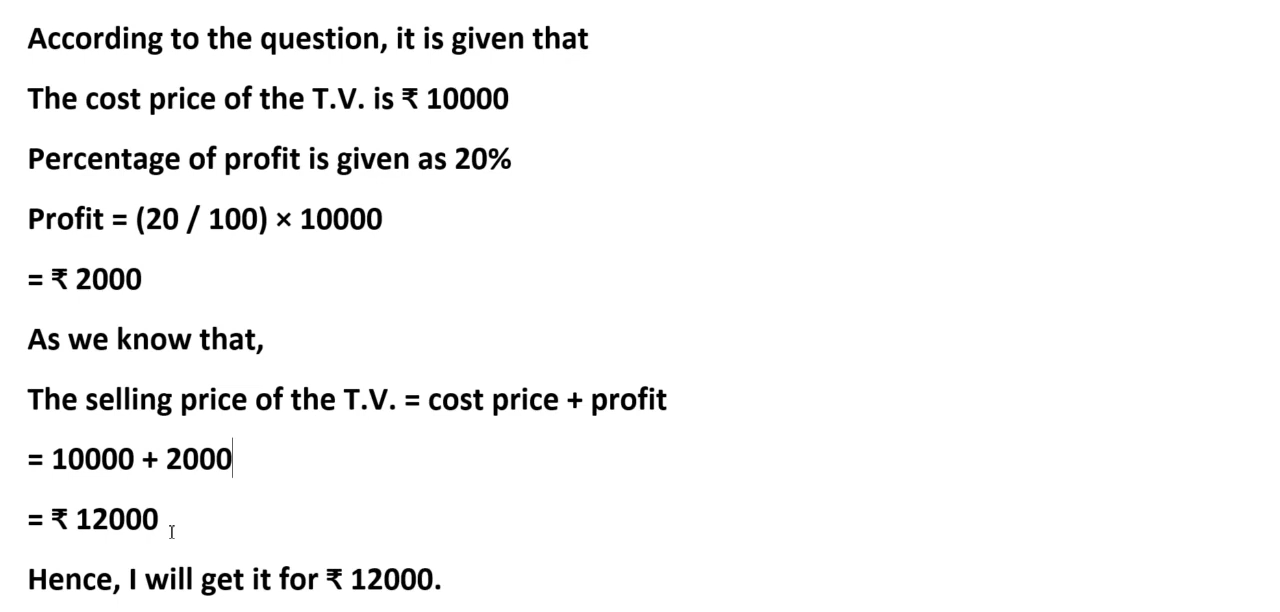 According to the question, it is given that
The cost price of the T.V. is ₹ 10000
Percentage of profit is given as 20%
Profit = (20 / 100) × 10000
= ₹ 2000
As we know that,
The selling price of the T.V. = cost price + profit
= 10000 + 2000
= ₹ 12000
Hence, I will get it for ₹ 12000.